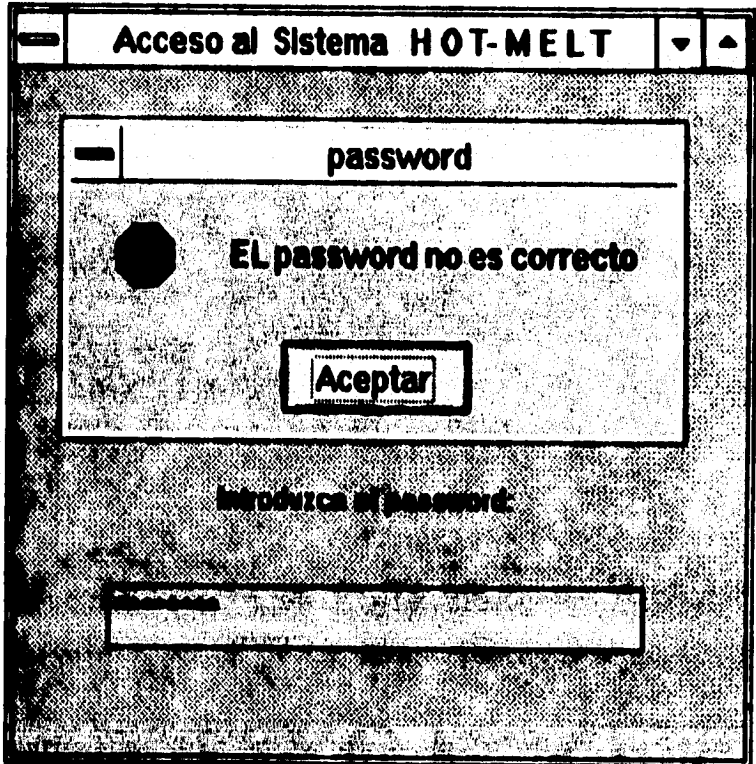 Acceso al Sistema HOT-MELT
password
EL password no es correcto
Aceptar
Introduzca el password: